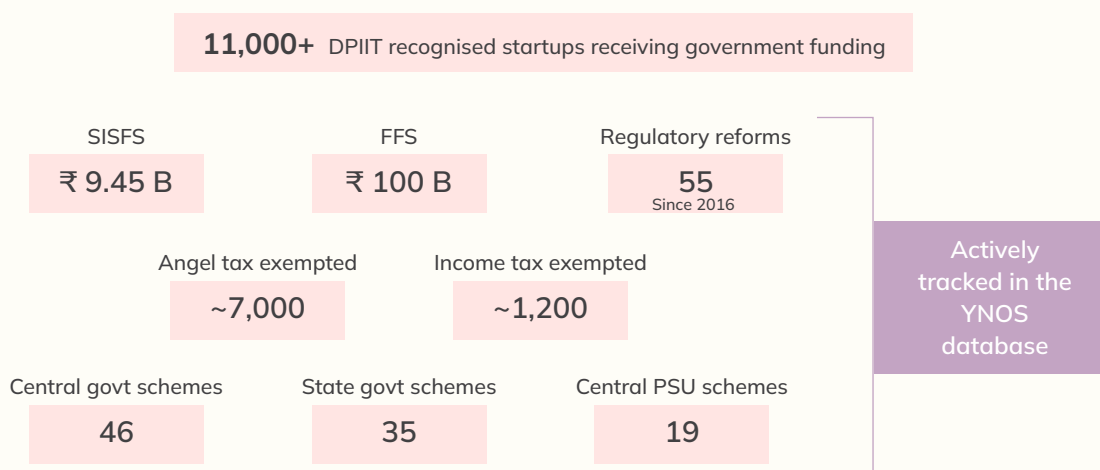 11,000+ DPIIT recognised startups receiving government funding
SISFS FFS Regulatory reforms
₹ 9.45 B ₹ 100 B 55
Since 2016
Angel tax exempted Income tax exempted
~7,000 ~1,200
Central govt schemes State govt schemes Central PSU schemes
46 35 19
Actively
tracked in the
YNOS
database